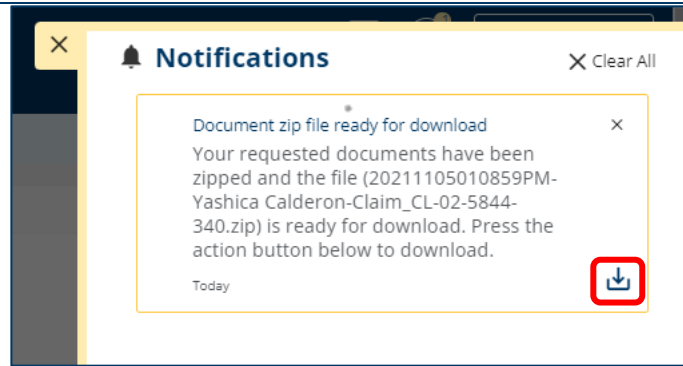 Notifications
Clear All
Document zip file ready for download
Your requested documents have been
zipped and the file (20211105010859PM-
Yashica Calderon-Claim_CL-02-5844-
340.zip) is ready for download. Press the
action button below to download.
Today